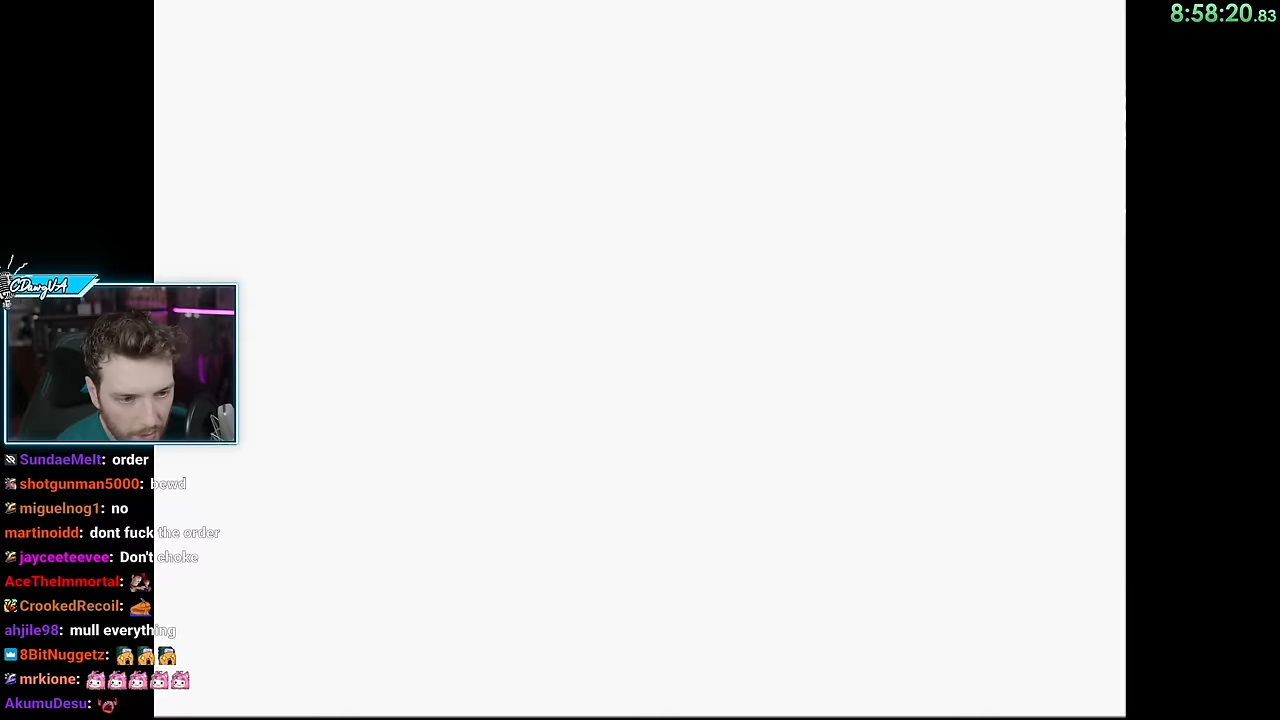 8:58:20.83
CDawgVA
SundaeMelt: order
shotgunman5000: bewd
miguelnog1: no
martinoidd: dont fuck the order
jayceeteevee: Don't choke
AceTheImmortal:
CrookedRecoil:
ahjile98: mull everything
8BitNuggetz:
mrkione:
AkumuDesu: